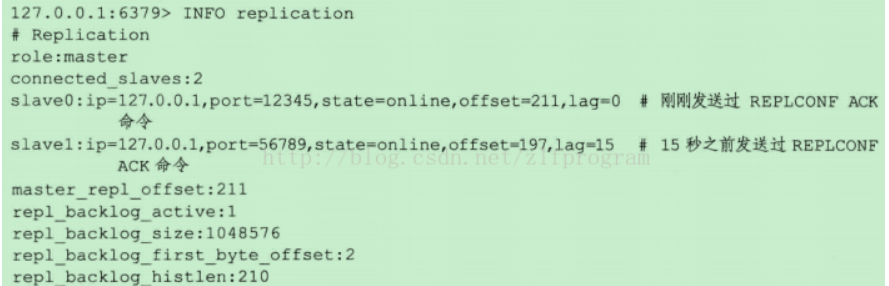 127.0.0.1:6379> INFO replication
# Replication
role:master
connected_slaves:2
slave0:ip=127.0.0.1,port=12345,state=online,offset=211,lag=0 # 刚刚发送过 REPLCONF ACK
命令
slave1:ip=127.0.0.1,port=56789,state=online,offset=197,lag=15 # 15 秒之前发送过 REPLCONF
ACK 命令
http://blog.csdn.net/zlfprogram
master_repl_offset:211
repl_backlog_active:1
repl_backlog_size:1048576
repl_backlog_first_byte_offset:2
repl_backlog_histlen:210